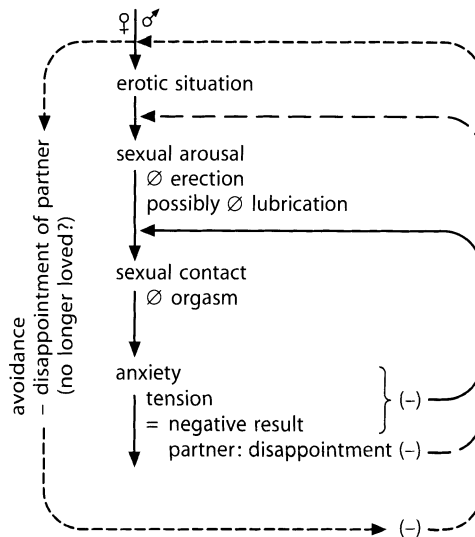 ♀ ♂
erotic situation
sexual arousal
∅ erection
possibly ∅ lubrication
sexual contact
∅ orgasm
anxiety
tension
= negative result
(–)
partner: disappointment (–)
(–)
avoidance
– disappointment of partner
(no longer loved?)